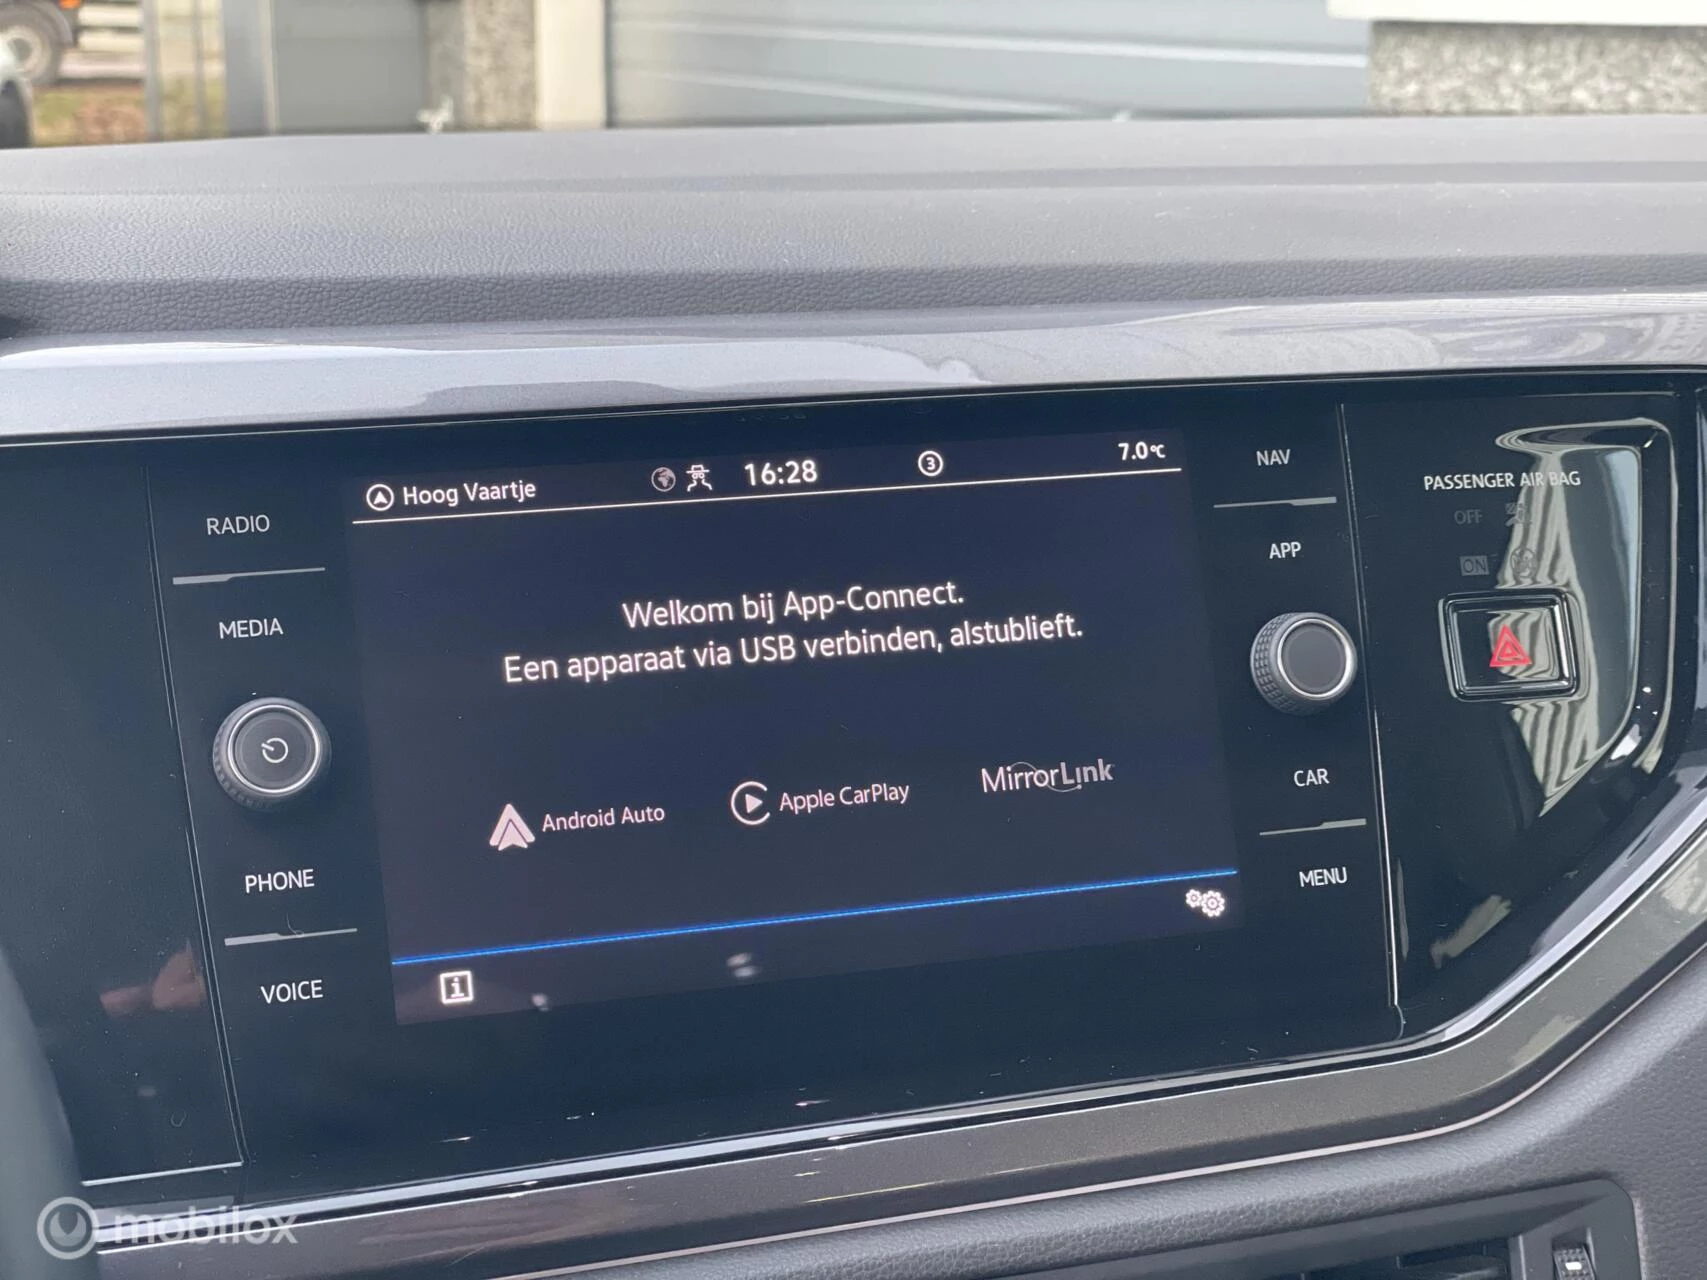 Hoog Vaartje 16:28 3 7.0°C
Welkom bij App-Connect.
Een apparaat via USB verbinden, alstublieft.
Android Auto
Apple CarPlay
MirrorLink
i
RADIO
MEDIA
PHONE
VOICE
NAV
APP
CAR
MENU
PASSENGER AIR BAG
OFF
ON
mobilox